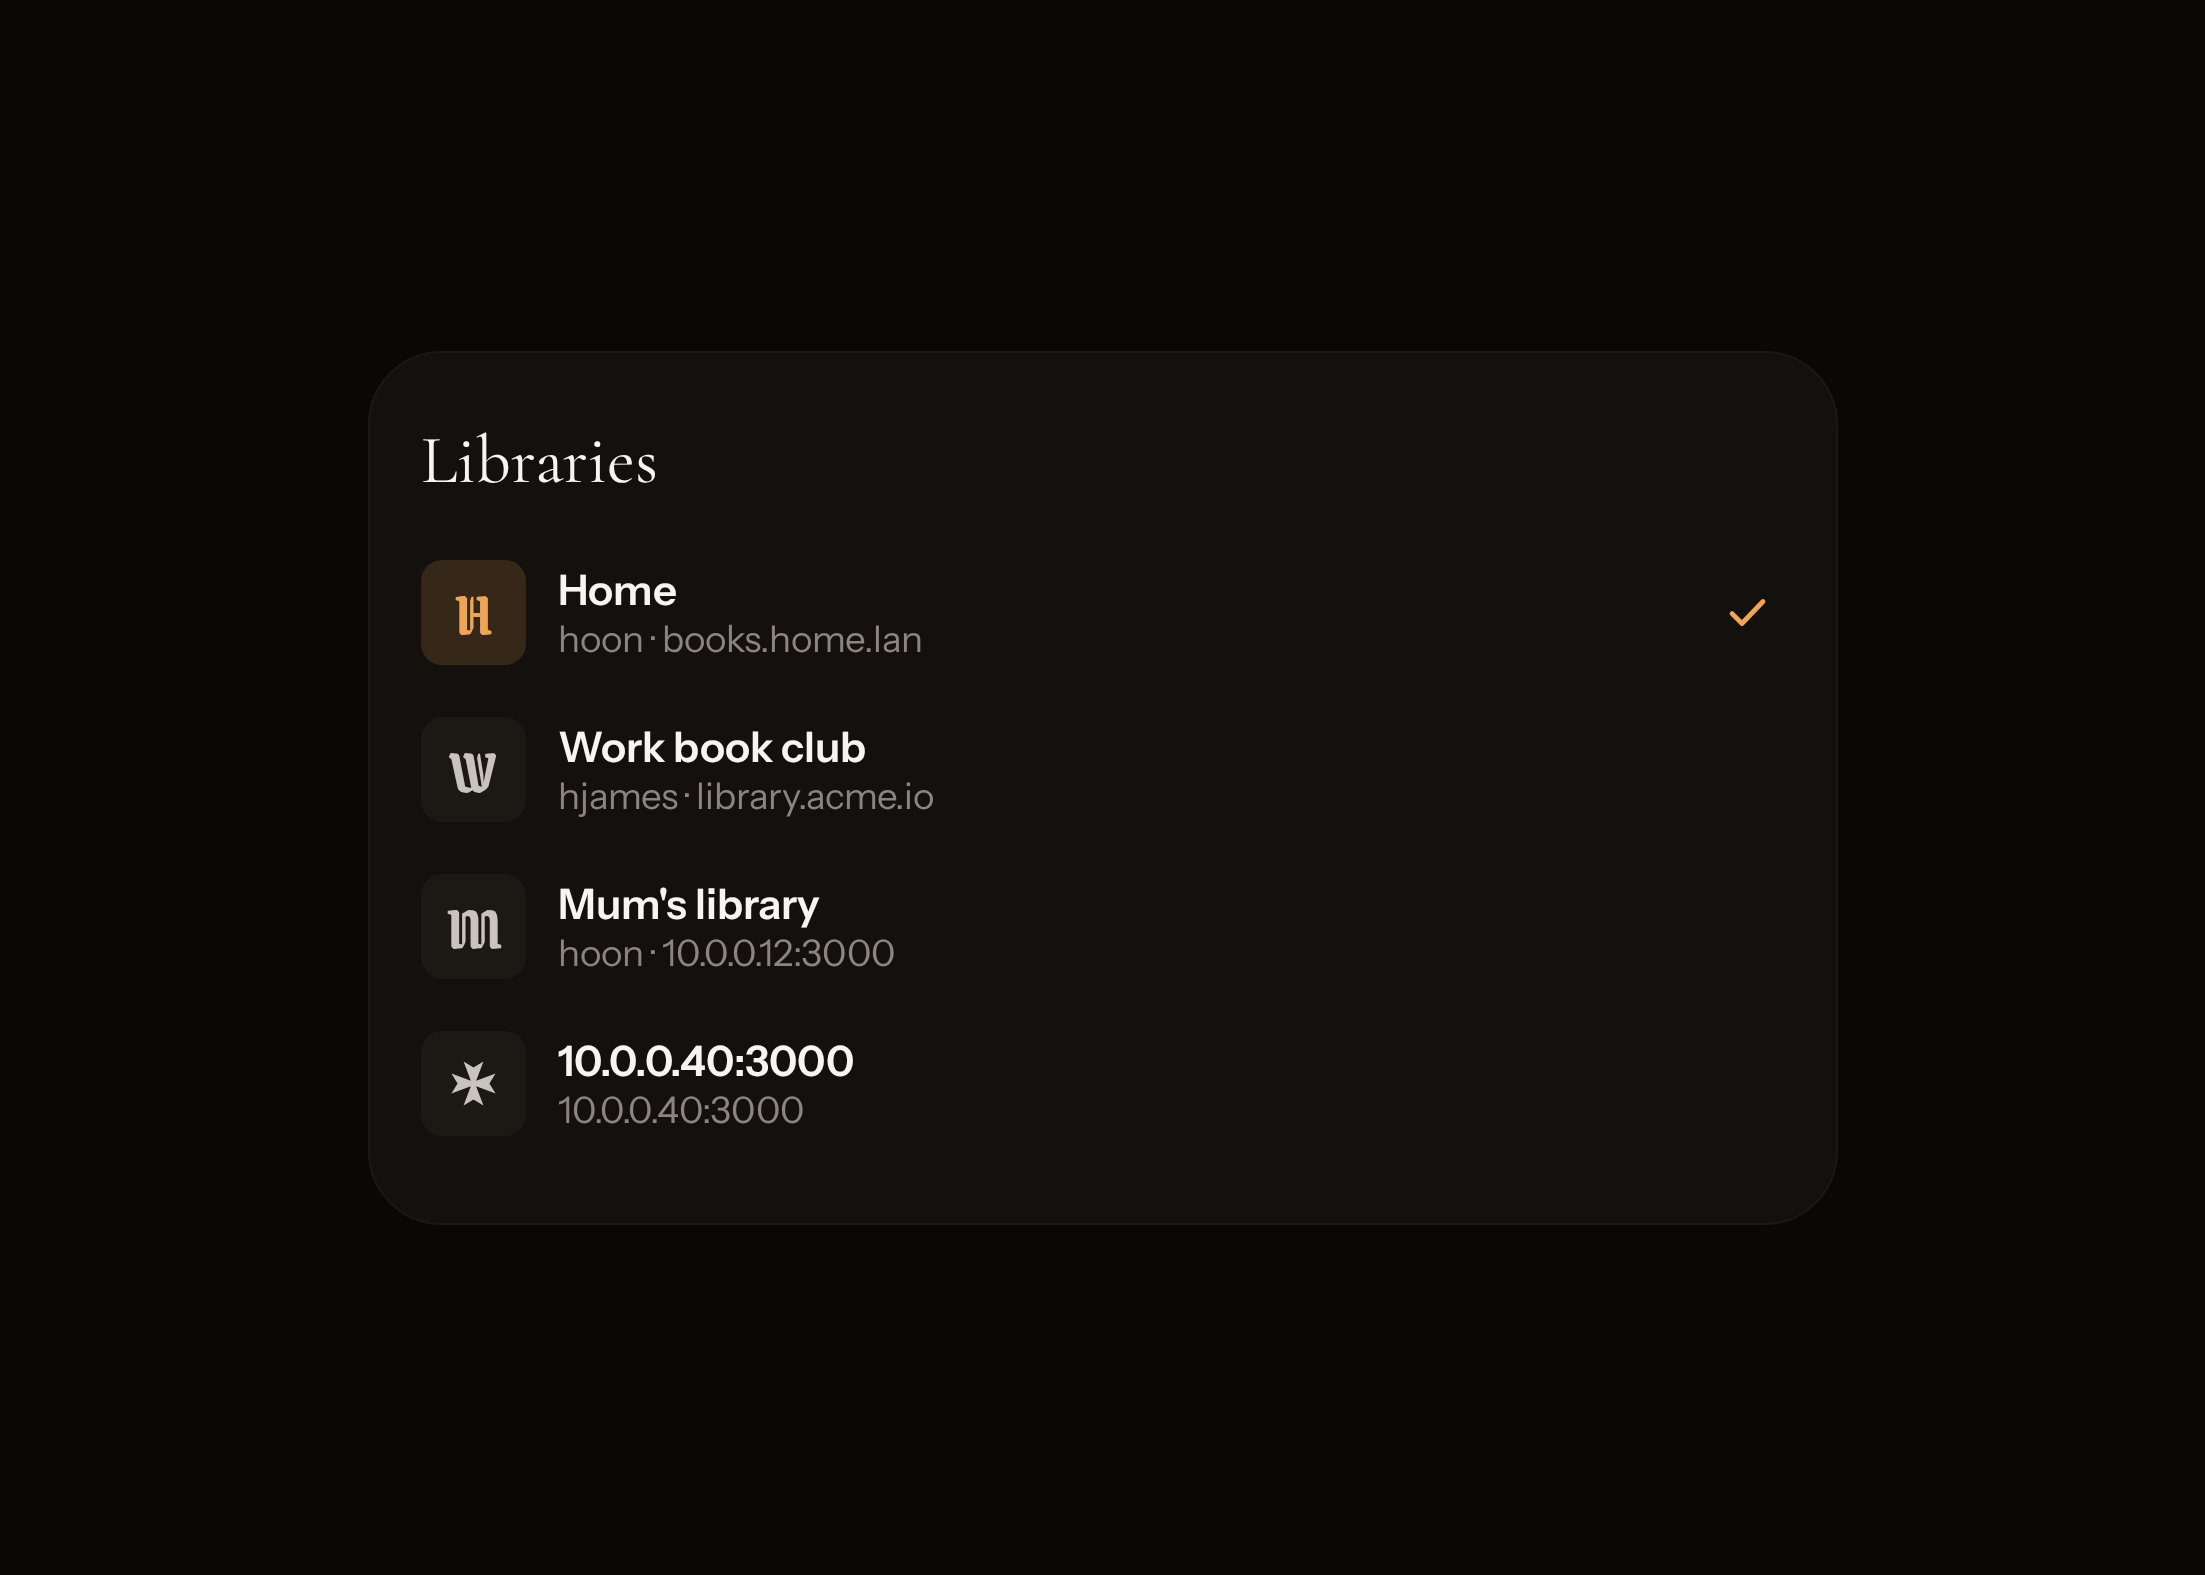 Libraries
H
Home
hoon · books.home.lan
W
Work book club
hjames · library.acme.io
M
Mum's library
hoon · 10.0.0.12:3000
10.0.0.40:3000
10.0.0.40:3000